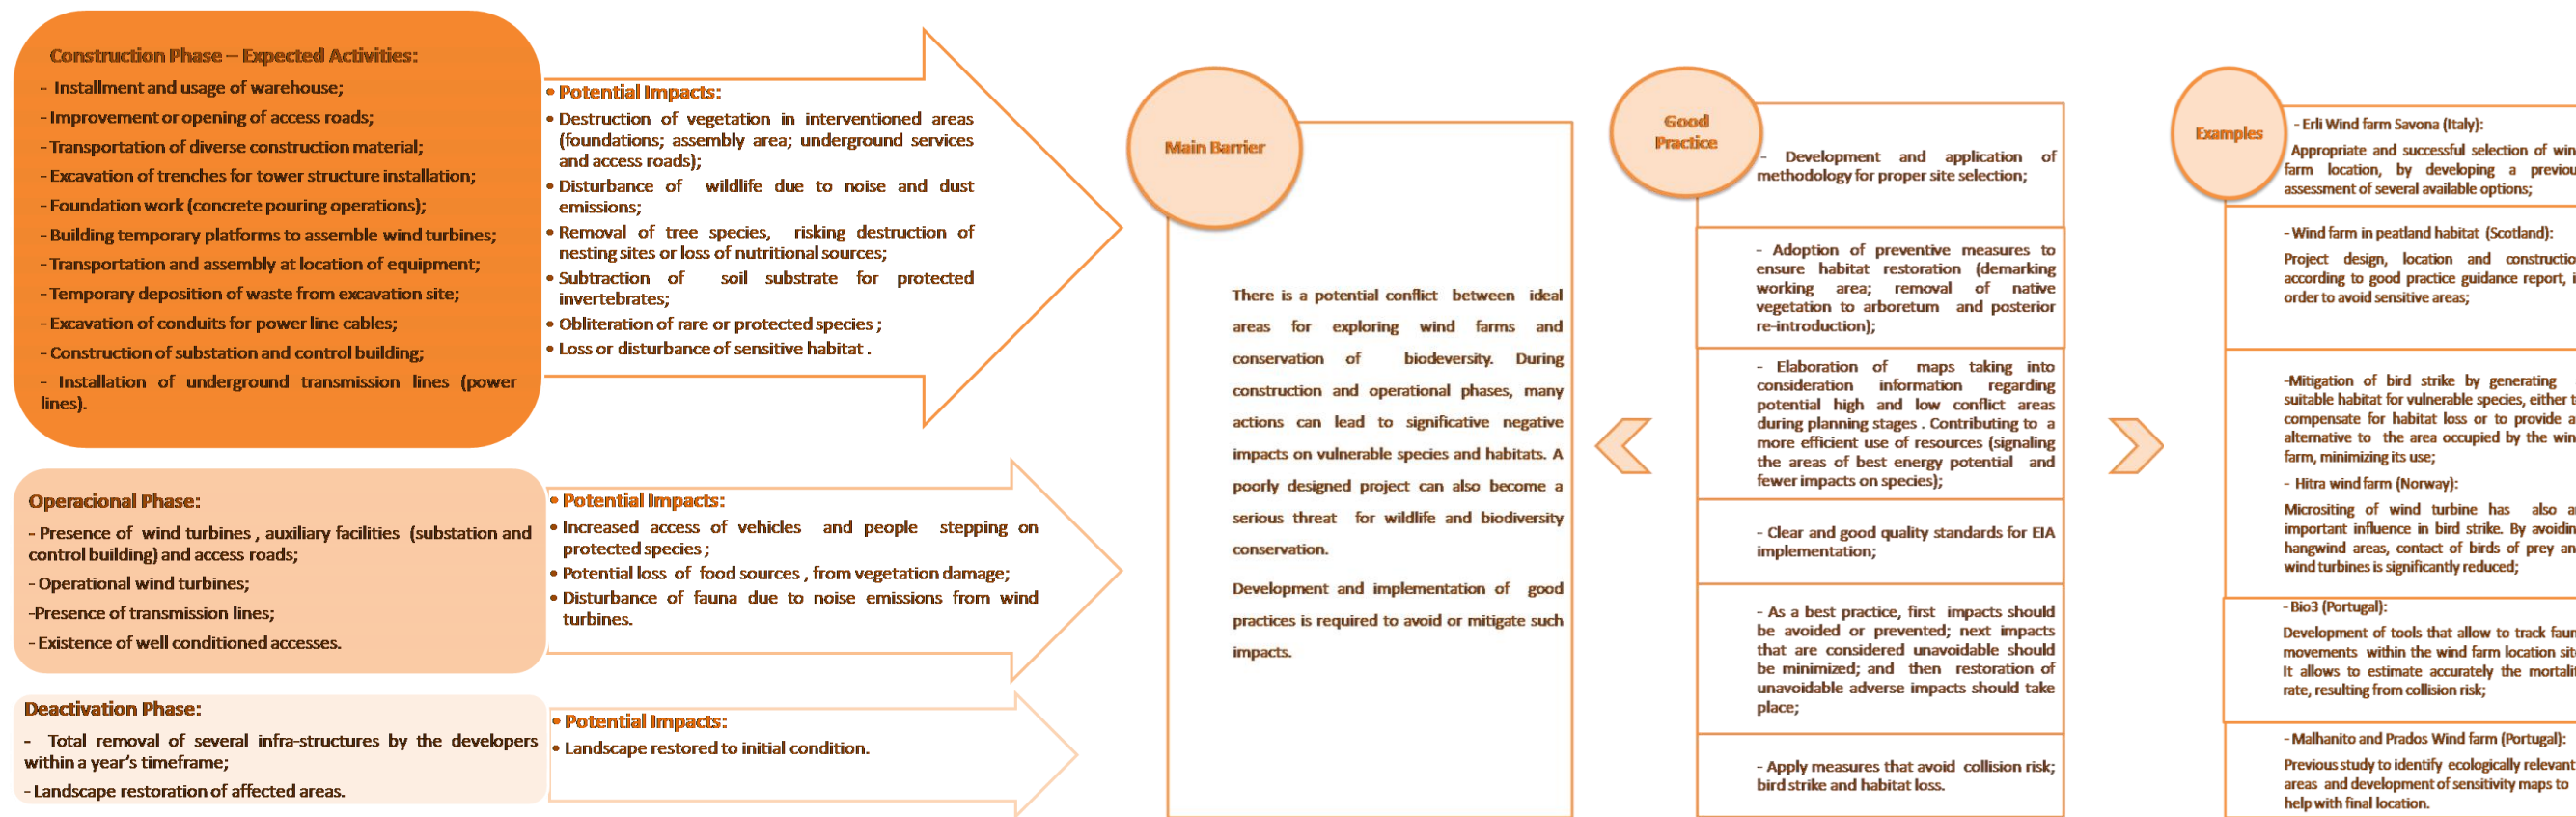 Construction Phase – Expected Activities:
- Installment and usage of warehouse;
- Improvement or opening of access roads;
- Transportation of diverse construction material;
- Excavation of trenches for tower structure installation;
- Foundation work (concrete pouring operations);
- Building temporary platforms to assemble wind turbines;
- Transportation and assembly at location of equipment;
- Temporary deposition of waste from excavation site;
- Excavation of conduits for power line cables;
- Construction of substation and control building;
- Installation of underground transmission lines (power
lines).
• Potential Impacts:
• Destruction of vegetation in interventioned areas
(foundations; assembly area; underground services
and access roads);
• Disturbance of wildlife due to noise and dust
emissions;
• Removal of tree species, risking destruction of
nesting sites or loss of nutritional sources;
• Subtraction of soil substrate for protected
invertebrates;
• Obliteration of rare or protected species ;
• Loss or disturbance of sensitive habitat .
Operacional Phase:
- Presence of wind turbines , auxiliary facilities (substation and
control building) and access roads;
- Operational wind turbines;
-Presence of transmission lines;
- Existence of well conditioned accesses.
• Potential Impacts:
• Increased access of vehicles and people stepping on
protected species ;
• Potential loss of food sources , from vegetation damage;
• Disturbance of fauna due to noise emissions from wind
turbines.
Deactivation Phase:
- Total removal of several infra-structures by the developers
within a year's timeframe;
- Landscape restoration of affected areas.
• Potential Impacts:
• Landscape restored to initial condition.
Main Barrier
There is a potential conflict between ideal
areas for exploring wind farms and
conservation of biodeversity. During
construction and operational phases, many
actions can lead to significative negative
impacts on vulnerable species and habitats. A
poorly designed project can also become a
serious threat for wildlife and biodiversity
conservation.
Development and implementation of good
practices is required to avoid or mitigate such
impacts.
Good
Practice
- Development and application of
methodology for proper site selection;
- Adoption of preventive measures to
ensure habitat restoration (demarking
working area; removal of native
vegetation to arboretum and posterior
re-introduction);
- Elaboration of maps taking into
consideration information regarding
potential high and low conflict areas
during planning stages . Contributing to a
more efficient use of resources (signaling
the areas of best energy potential and
fewer impacts on species);
- Clear and good quality standards for EIA
implementation;
- As a best practice, first impacts should
be avoided or prevented; next impacts
that are considered unavoidable should
be minimized; and then restoration of
unavoidable adverse impacts should take
place;
- Apply measures that avoid collision risk;
bird strike and habitat loss.
Examples
- Erli Wind farm Savona (Italy):
Appropriate and successful selection of win
farm location, by developing a previou
assessment of several available options;
- Wind farm in peatland habitat (Scotland):
Project design, location and constructio
according to good practice guidance report, i
order to avoid sensitive areas;
-Mitigation of bird strike by generating
suitable habitat for vulnerable species, either t
compensate for habitat loss or to provide a
alternative to the area occupied by the win
farm, minimizing its use;
- Hitra wind farm (Norway):
Micrositing of wind turbine has also a
important influence in bird strike. By avoidin
hangwind areas, contact of birds of prey an
wind turbines is significantly reduced;
- Bio3 (Portugal):
Development of tools that allow to track faun
movements within the wind farm location sit
It allows to estimate accurately the mortali
rate, resulting from collision risk;
- Malhanito and Prados Wind farm (Portugal):
Previous study to identify ecologically relevant
areas and development of sensitivity maps to
help with final location.